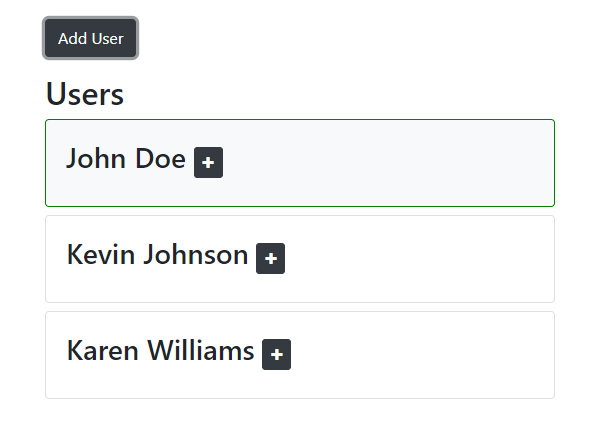 Add User
Users
John Doe +
Kevin Johnson +
Karen Williams +